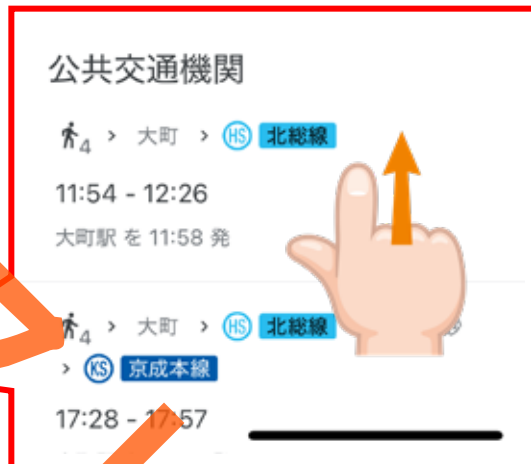 公共交通機関
4 > 大町 > HS 北総線
11:54 - 12:26
大町駅 を 11:58 発
4 > 大町 > HS 北総線
> KS 京成本線
17:28 - 17:57